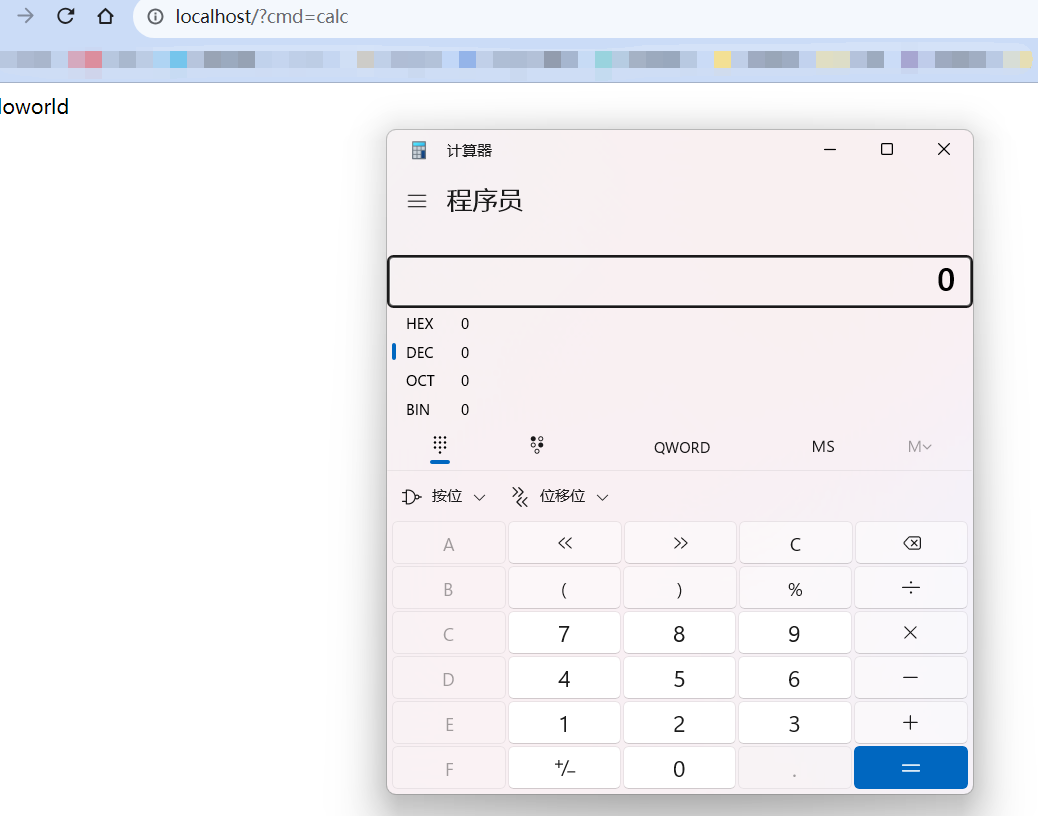 localhost/?cmd=calc
loworld
计算器
程序员
0
HEX 0
DEC 0
OCT 0
BIN 0
QWORD MS M
按位 位移位
A << >> C
B ( ) % ÷
C 7 8 9 ×
D 4 5 6 −
E 1 2 3 +
F +/− 0 . =